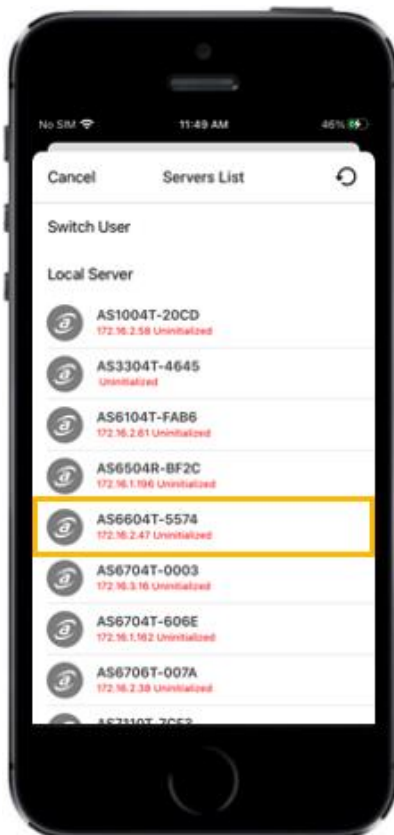 No SIM 11:49 AM 46%
Cancel Servers List
Switch User
Local Server
AS1004T-20CD
172.16.2.58 Uninitialized
AS3304T-4645
Uninitialized
AS6104T-FAB6
172.16.2.61 Uninitialized
AS6504R-BF2C
172.16.1.196 Uninitialized
AS6604T-5574
172.16.2.47 Uninitialized
AS6704T-0003
172.16.3.16 Uninitialized
AS6704T-606E
172.16.1.162 Uninitialized
AS6706T-007A
172.16.2.38 Uninitialized